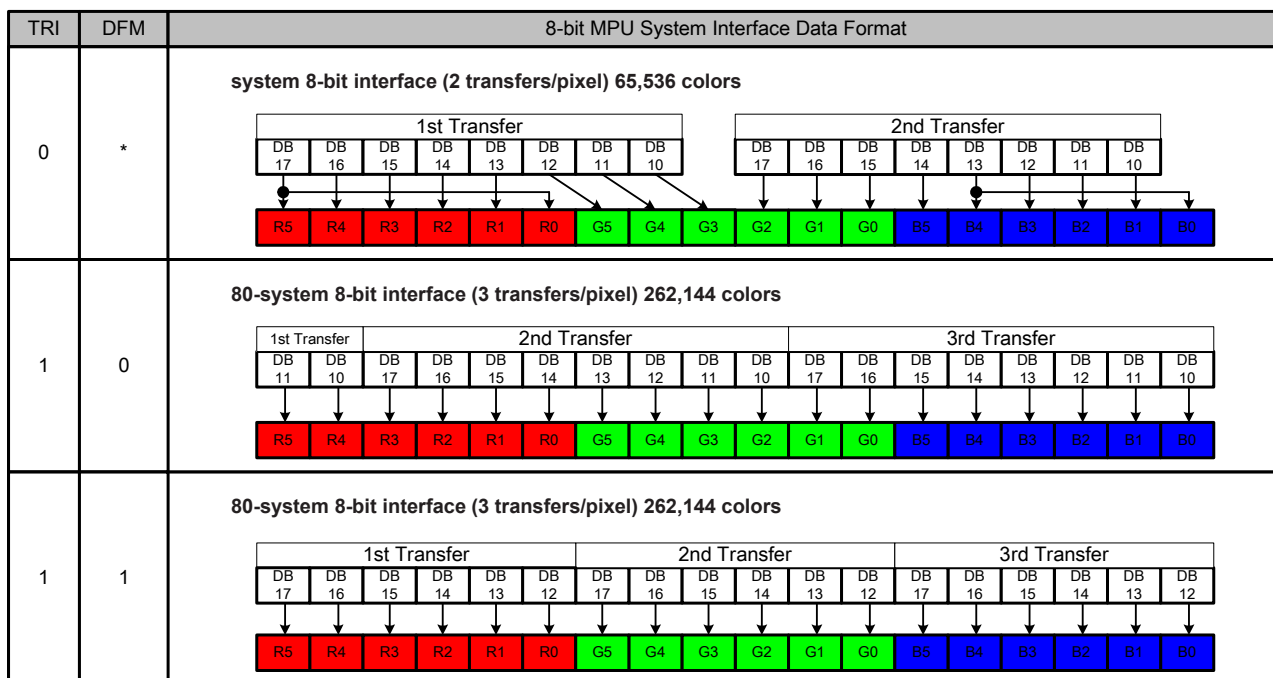 TRI DFM 8-bit MPU System Interface Data Format
system 8-bit interface (2 transfers/pixel) 65,536 colors
1st Transfer 2nd Transfer
DB DB DB DB DB DB DB DB DB DB DB DB DB DB DB DB
17 16 15 14 13 12 11 10 17 16 15 14 13 12 11 10
0 *
R5 R4 R3 R2 R1 R0 G5 G4 G3 G2 G1 G0 B5 B4 B3 B2 B1 B0
80-system 8-bit interface (3 transfers/pixel) 262,144 colors
1st Transfer 2nd Transfer 3rd Transfer
DB DB DB DB DB DB DB DB DB DB DB DB DB DB DB DB DB DB
11 10 17 16 15 14 13 12 11 10 17 16 15 14 13 12 11 10
1 0
R5 R4 R3 R2 R1 R0 G5 G4 G3 G2 G1 G0 B5 B4 B3 B2 B1 B0
80-system 8-bit interface (3 transfers/pixel) 262,144 colors
1st Transfer 2nd Transfer 3rd Transfer
DB DB DB DB DB DB DB DB DB DB DB DB DB DB DB DB DB DB
17 16 15 14 13 12 17 16 15 14 13 12 17 16 15 14 13 12
1 1
R5 R4 R3 R2 R1 R0 G5 G4 G3 G2 G1 G0 B5 B4 B3 B2 B1 B0